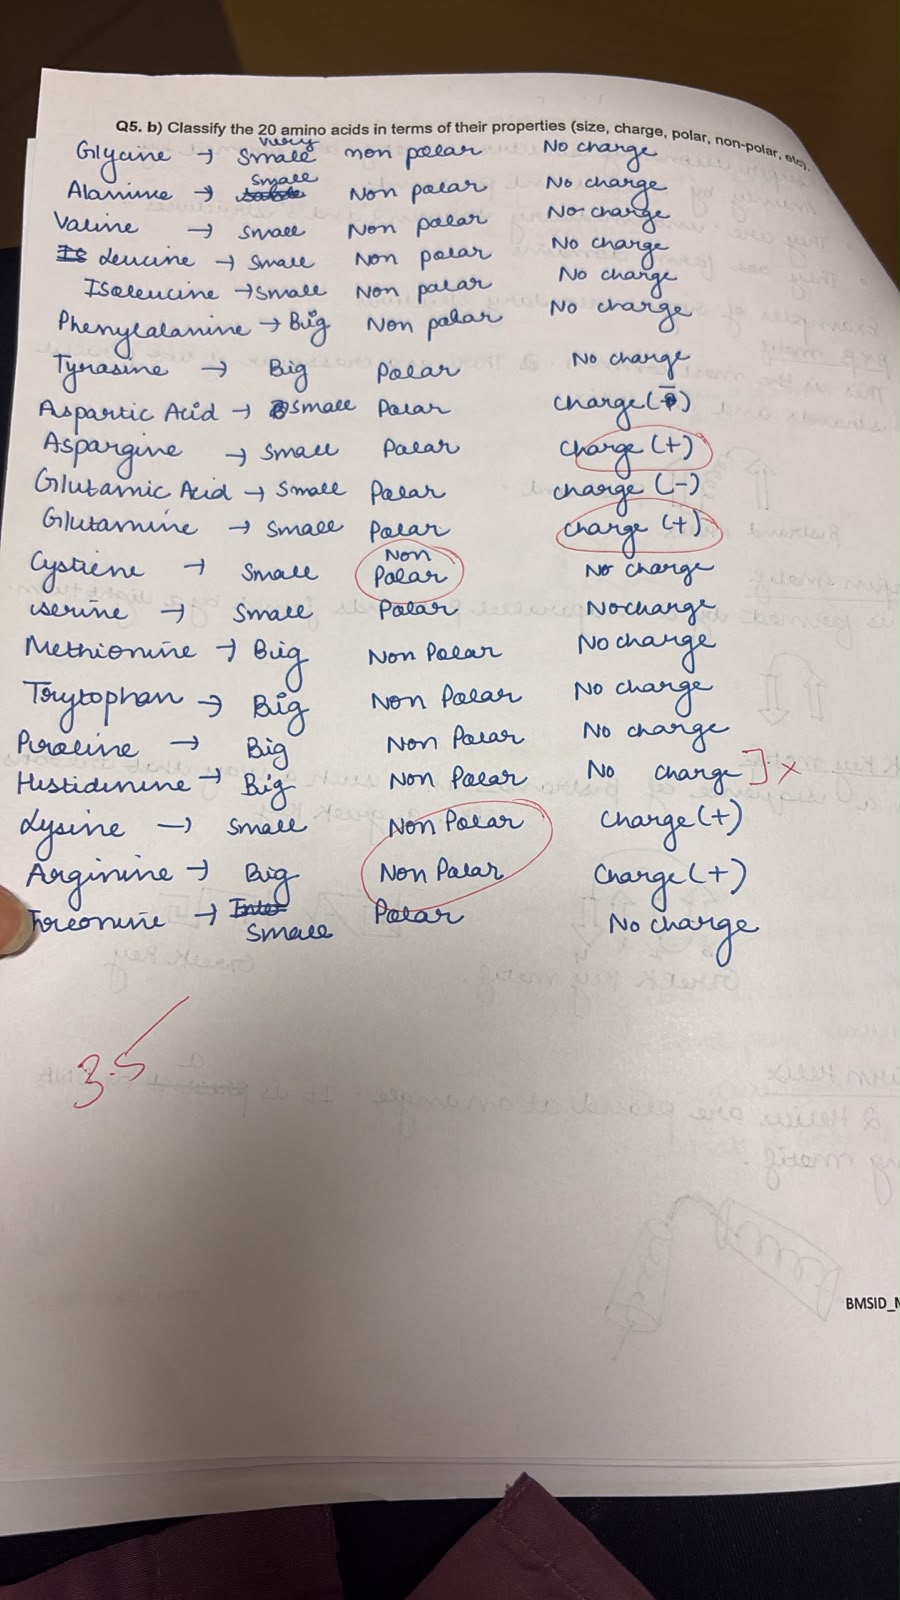 Q5. b) Classify the 20 amino acids in terms of their properties (size, charge, polar, non-polar, etc).
Glycine → very small non polar No charge
Alanine → small Non polar No charge
Valine → small Non polar No charge
Leucine → small Non polar No charge
Isoleucine → small Non polar No charge
Phenylalanine → Big Non polar No charge
Tyrasine → Big Polar No charge
Aspartic Acid → small Polar charge (-)
Aspargine → small Polar charge (+)
Glutamic Acid → small Polar charge (-)
Glutamine → small Polar charge (+)
Cystiene → small Non Polar No charge
serine → small Polar No charge
Methionine → Big Non Polar No charge
Torytophan → Big Non Polar No charge
Proline → Big Non Polar No charge
Histidinine → Big Non Polar No charge ] x
Lysine → small Non Polar charge (+)
Arginine → Big Non Polar Charge (+)
Threonine → small Polar No charge
3.5
BMSID_